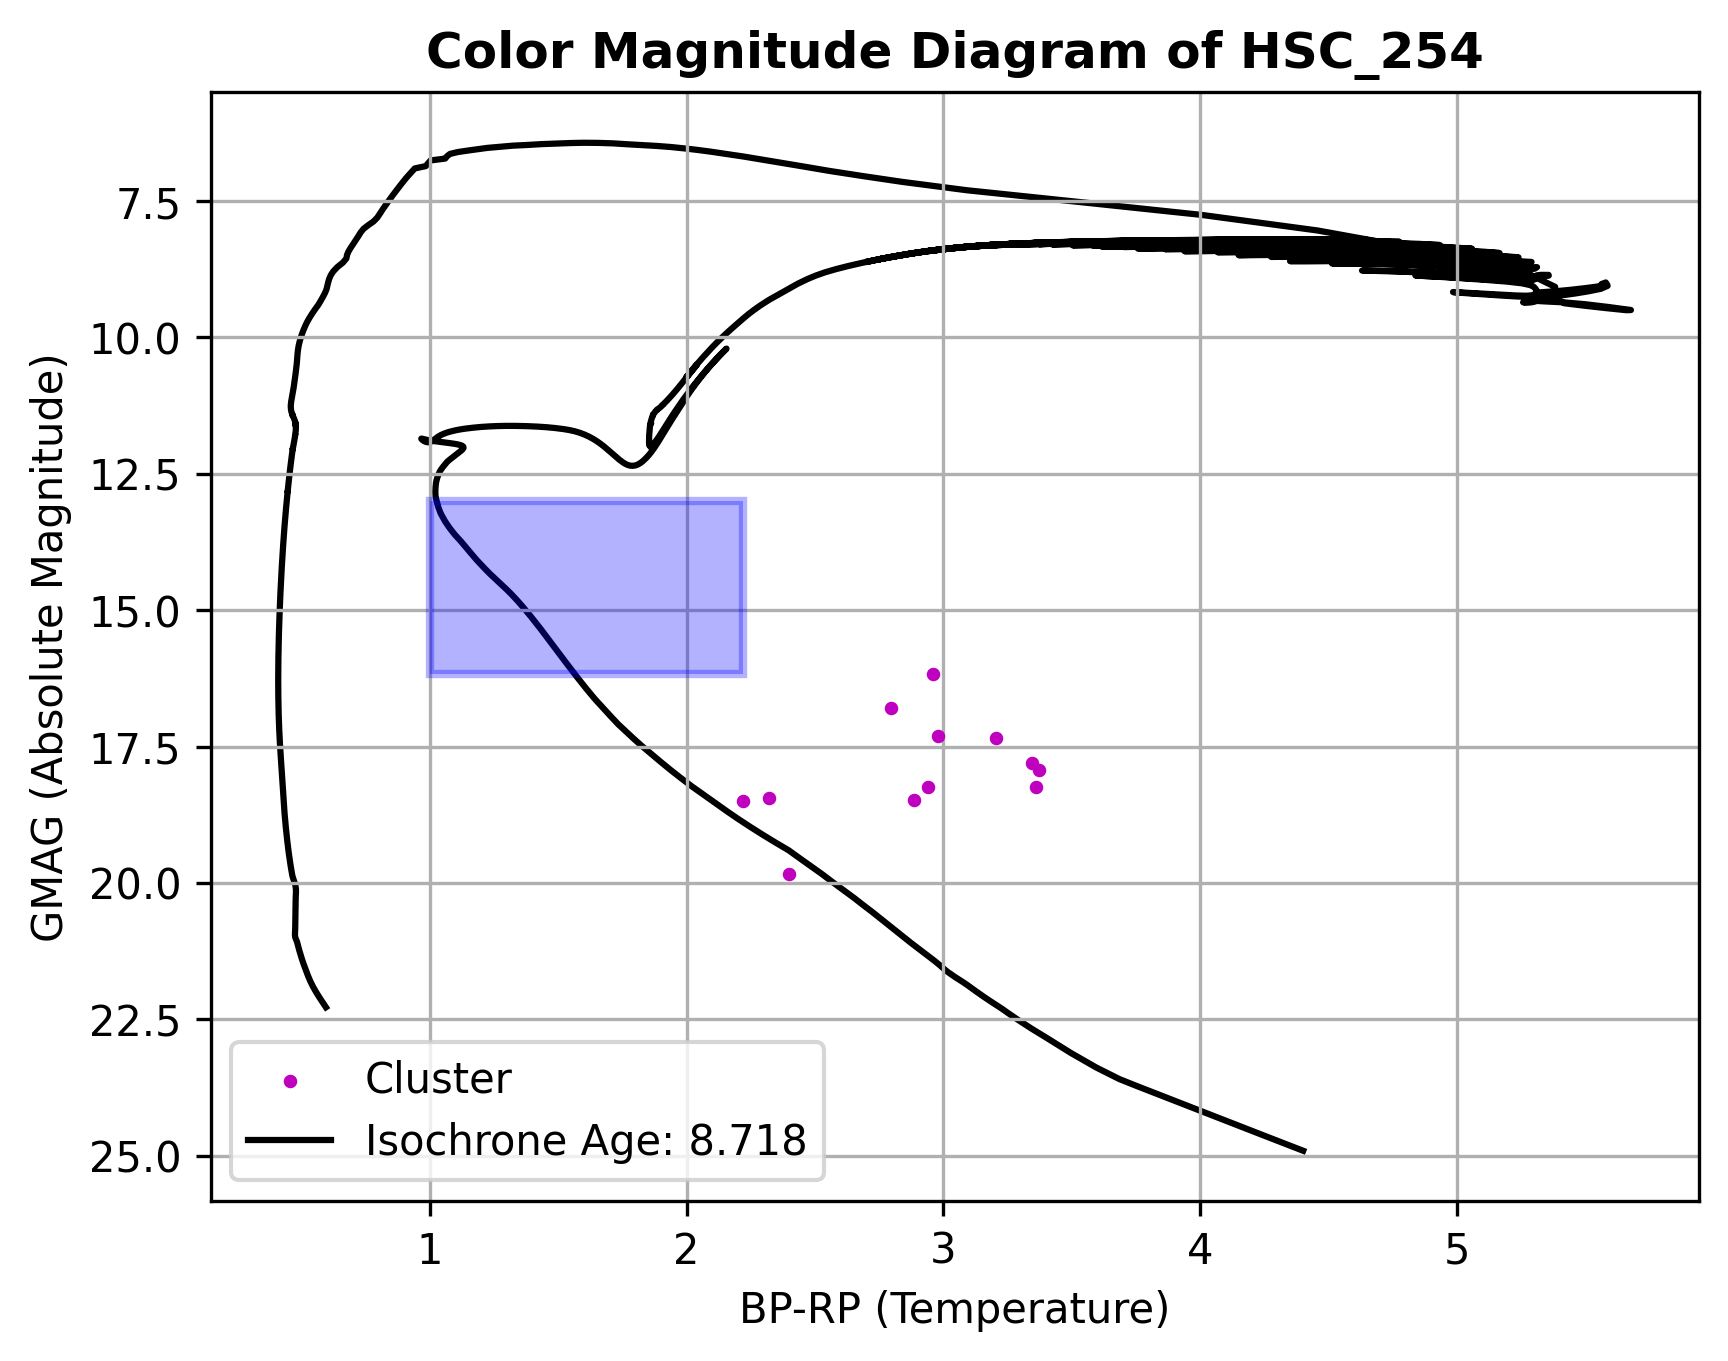 Color Magnitude Diagram of HSC_254
GMAG (Absolute Magnitude)
7.5
10.0
12.5
15.0
17.5
20.0
22.5
25.0
Cluster
Isochrone Age: 8.718
1 2 3 4 5
BP-RP (Temperature)